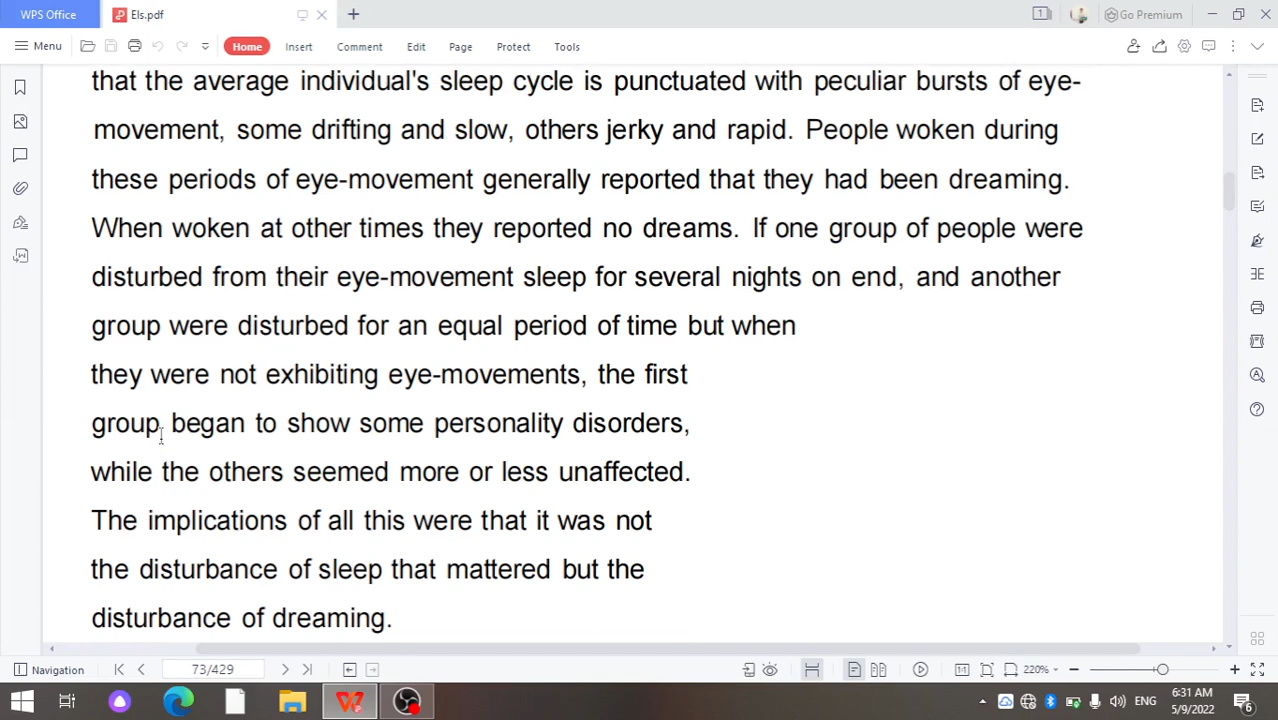 WPS Office
Els.pdf
1
Go Premium
Menu
Home
Insert
Comment
Edit
Page
Protect
Tools
that the average individual's sleep cycle is punctuated with peculiar bursts of eye-
movement, some drifting and slow, others jerky and rapid. People woken during
these periods of eye-movement generally reported that they had been dreaming.
When woken at other times they reported no dreams. If one group of people were
disturbed from their eye-movement sleep for several nights on end, and another
group were disturbed for an equal period of time but when
they were not exhibiting eye-movements, the first
group began to show some personality disorders,
while the others seemed more or less unaffected.
The implications of all this were that it was not
the disturbance of sleep that mattered but the
disturbance of dreaming.
Navigation
73/429
220%
ENG
6:31 AM
5/9/2022
6